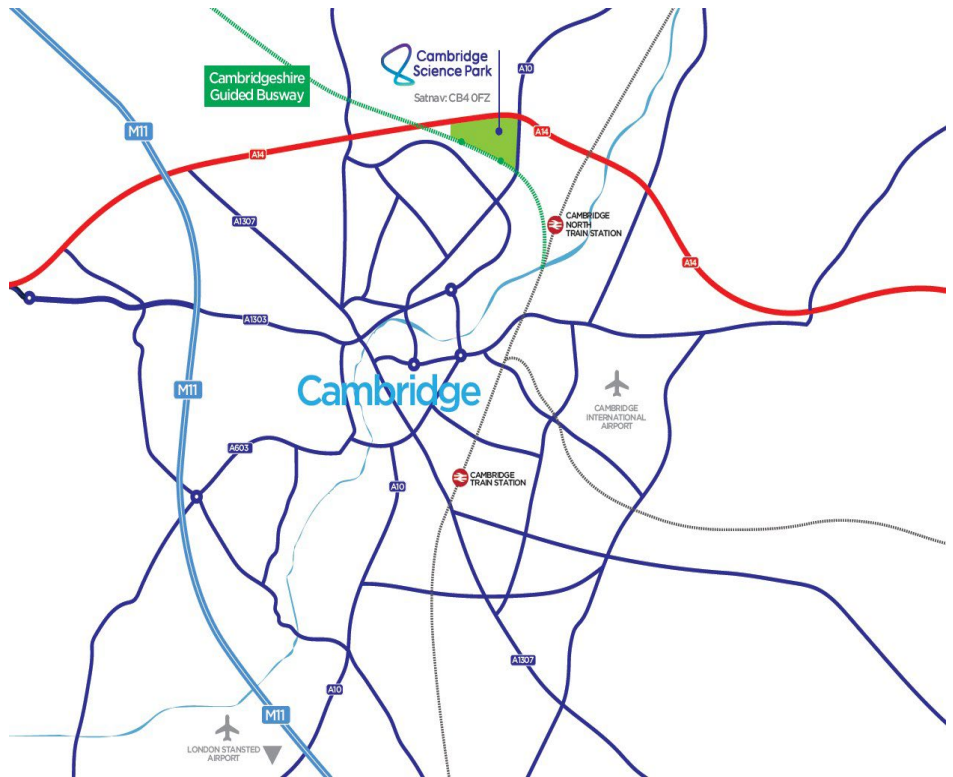 Cambridge
Science Park
Satnav: CB4 0FZ
A10
Cambridgeshire
Guided Busway
M11
A14
A14
A1307
CAMBRIDGE
NORTH
TRAIN STATION
A14
A1303
M11
Cambridge
CAMBRIDGE
INTERNATIONAL
AIRPORT
A603
CAMBRIDGE
TRAIN STATION
A10
A1307
A10
M11
LONDON STANSTED
AIRPORT